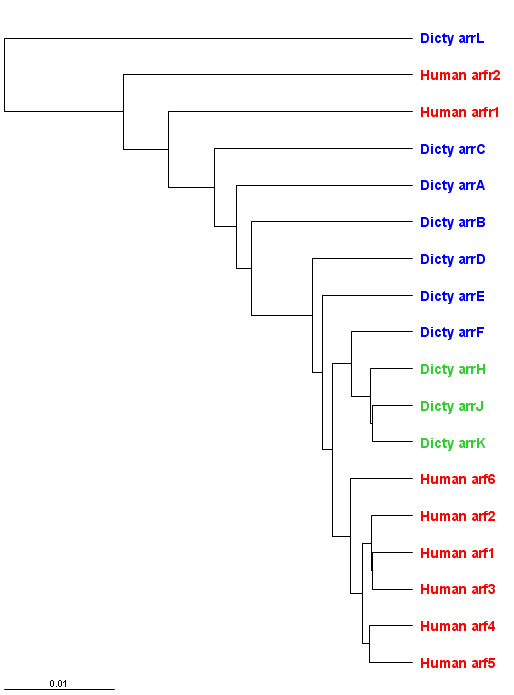 Dicty arrL
Human arfr2
Human arfr1
Dicty arrC
Dicty arrA
Dicty arrB
Dicty arrD
Dicty arrE
Dicty arrF
Dicty arrH
Dicty arrJ
Dicty arrK
Human arf6
Human arf2
Human arf1
Human arf3
Human arf4
Human arf5
0.01